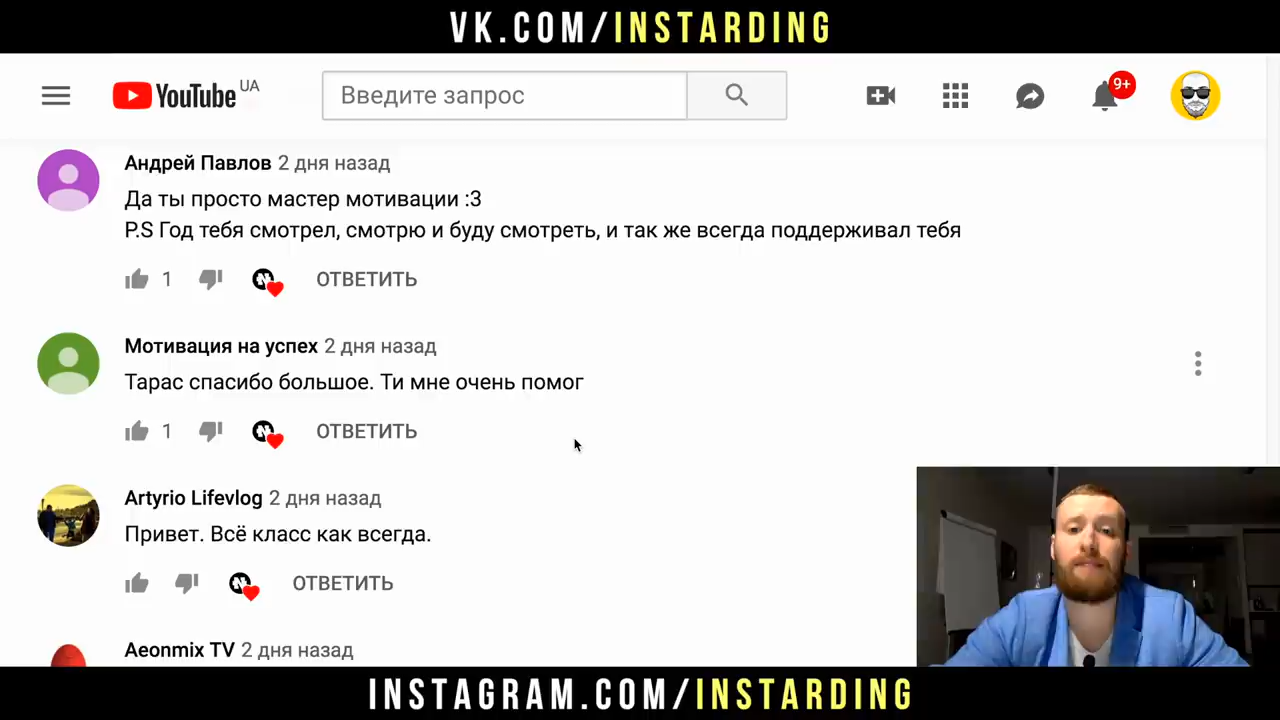 VK.COM/INSTARDING
YouTube UA
Введите запрос
9+
Андрей Павлов 2 дня назад
Да ты просто мастер мотивации :3
P.S Год тебя смотрел, смотрю и буду смотреть, и так же всегда поддерживал тебя
1 ОТВЕТИТЬ
Мотивация на успех 2 дня назад
Тарас спасибо большое. Ти мне очень помог
1 ОТВЕТИТЬ
Artyrio Lifevlog 2 дня назад
Привет. Всё класс как всегда.
ОТВЕТИТЬ
Aeonmix TV 2 дня назад
INSTAGRAM.COM/INSTARDING